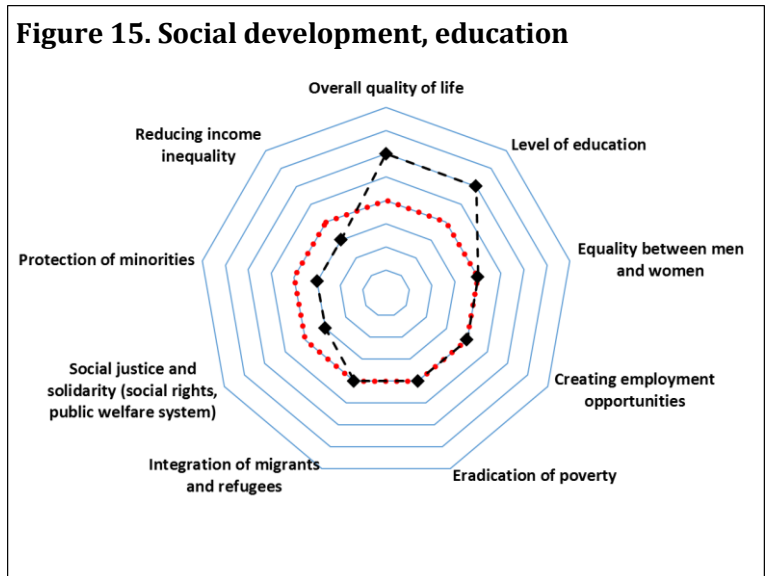 Figure 15. Social development, education
Overall quality of life
Level of education
Equality between men
and women
Creating employment
opportunities
Eradication of poverty
Integration of migrants
and refugees
Social justice and
solidarity (social rights,
public welfare system)
Protection of minorities
Reducing income
inequality